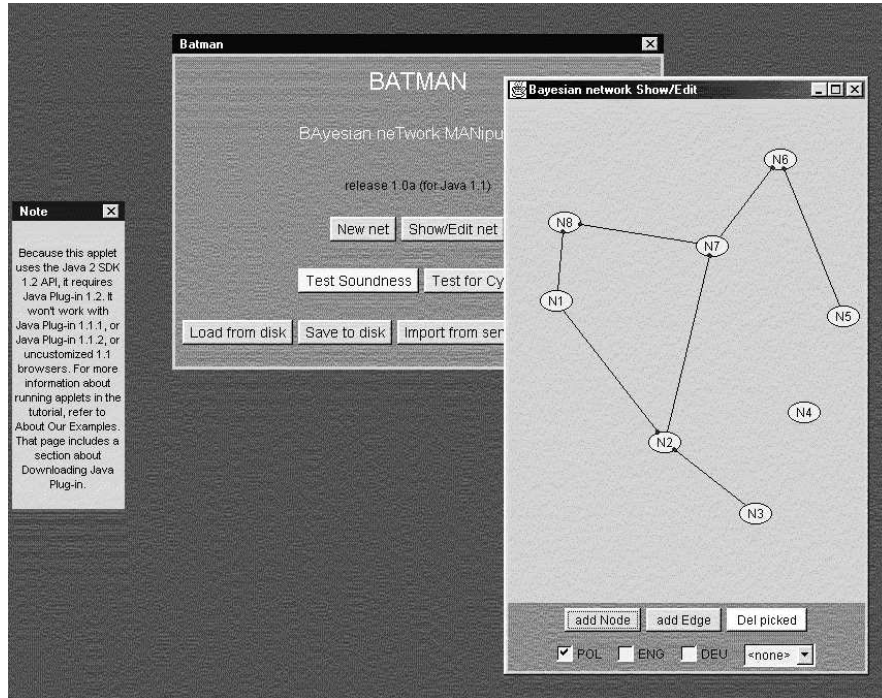 Batman
BATMAN
BAyesian neTwork MANipu
release 1.0a (for Java 1.1)
New net
Show/Edit net
Test Soundness
Test for Cy
Load from disk
Save to disk
Import from ser
Note
Because this applet
uses the Java 2 SDK
1.2 API, it requires
Java Plug-in 1.2. It
won't work with
Java Plug-in 1.1.1, or
Java Plug-in 1.1.2, or
uncustomized 1.1
browsers. For more
information about
running applets in the
tutorial, refer to
About Our Examples.
That page includes a
section about
Downloading Java
Plug-in.
Bayesian network Show/Edit
N6
N8
N7
N1
N5
N4
N2
N3
add Node
add Edge
Del picked
POL
ENG
DEU
<none>